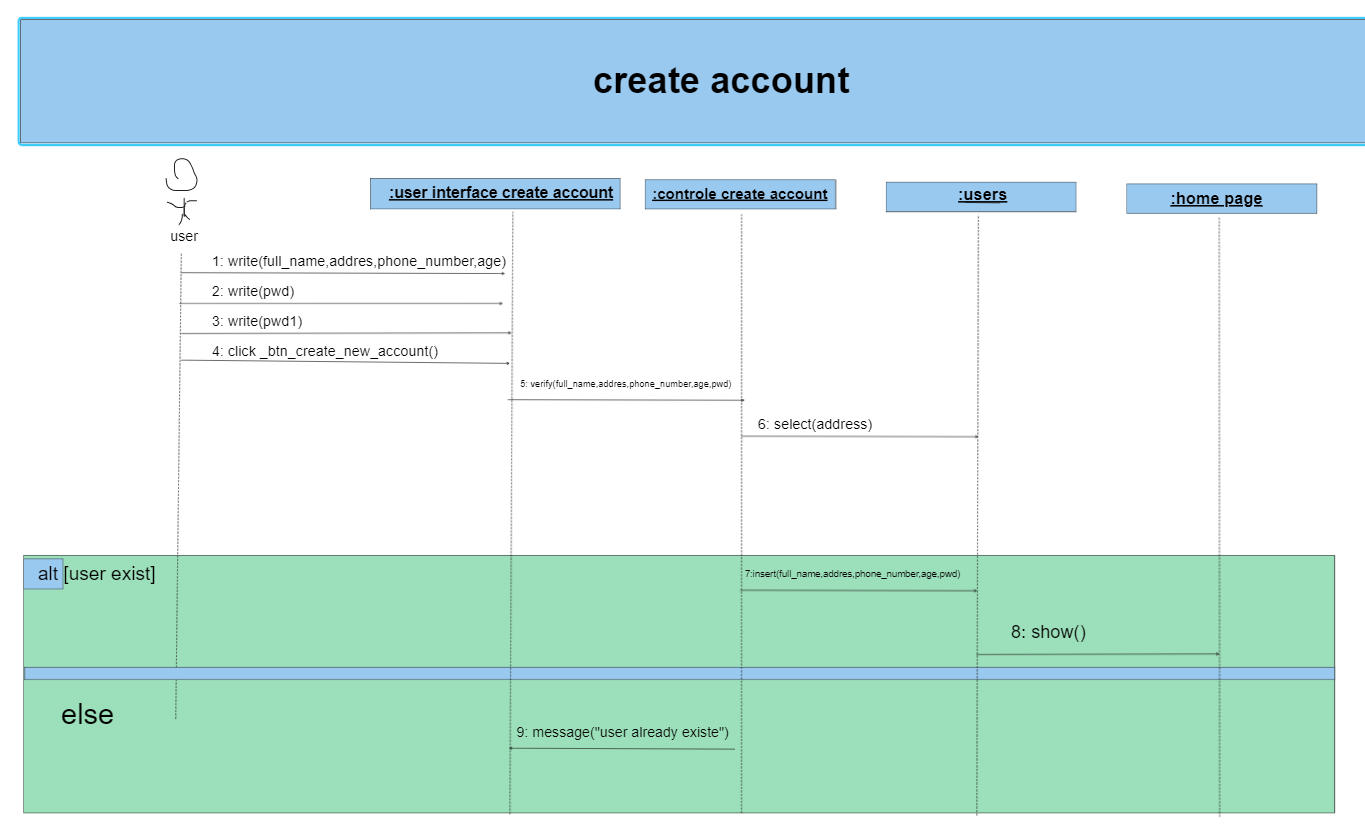 create account
:user interface create account
:controle create account
:users
:home page
user
1: write(full_name,addres,phone_number,age)
2: write(pwd)
3: write(pwd1)
4: click _btn_create_new_account()
5: verify(full_name,addres,phone_number,age,pwd)
6: select(address)
alt [user exist]
7:insert(full_name,addres,phone_number,age,pwd)
8: show()
else
9: message("user already existe")